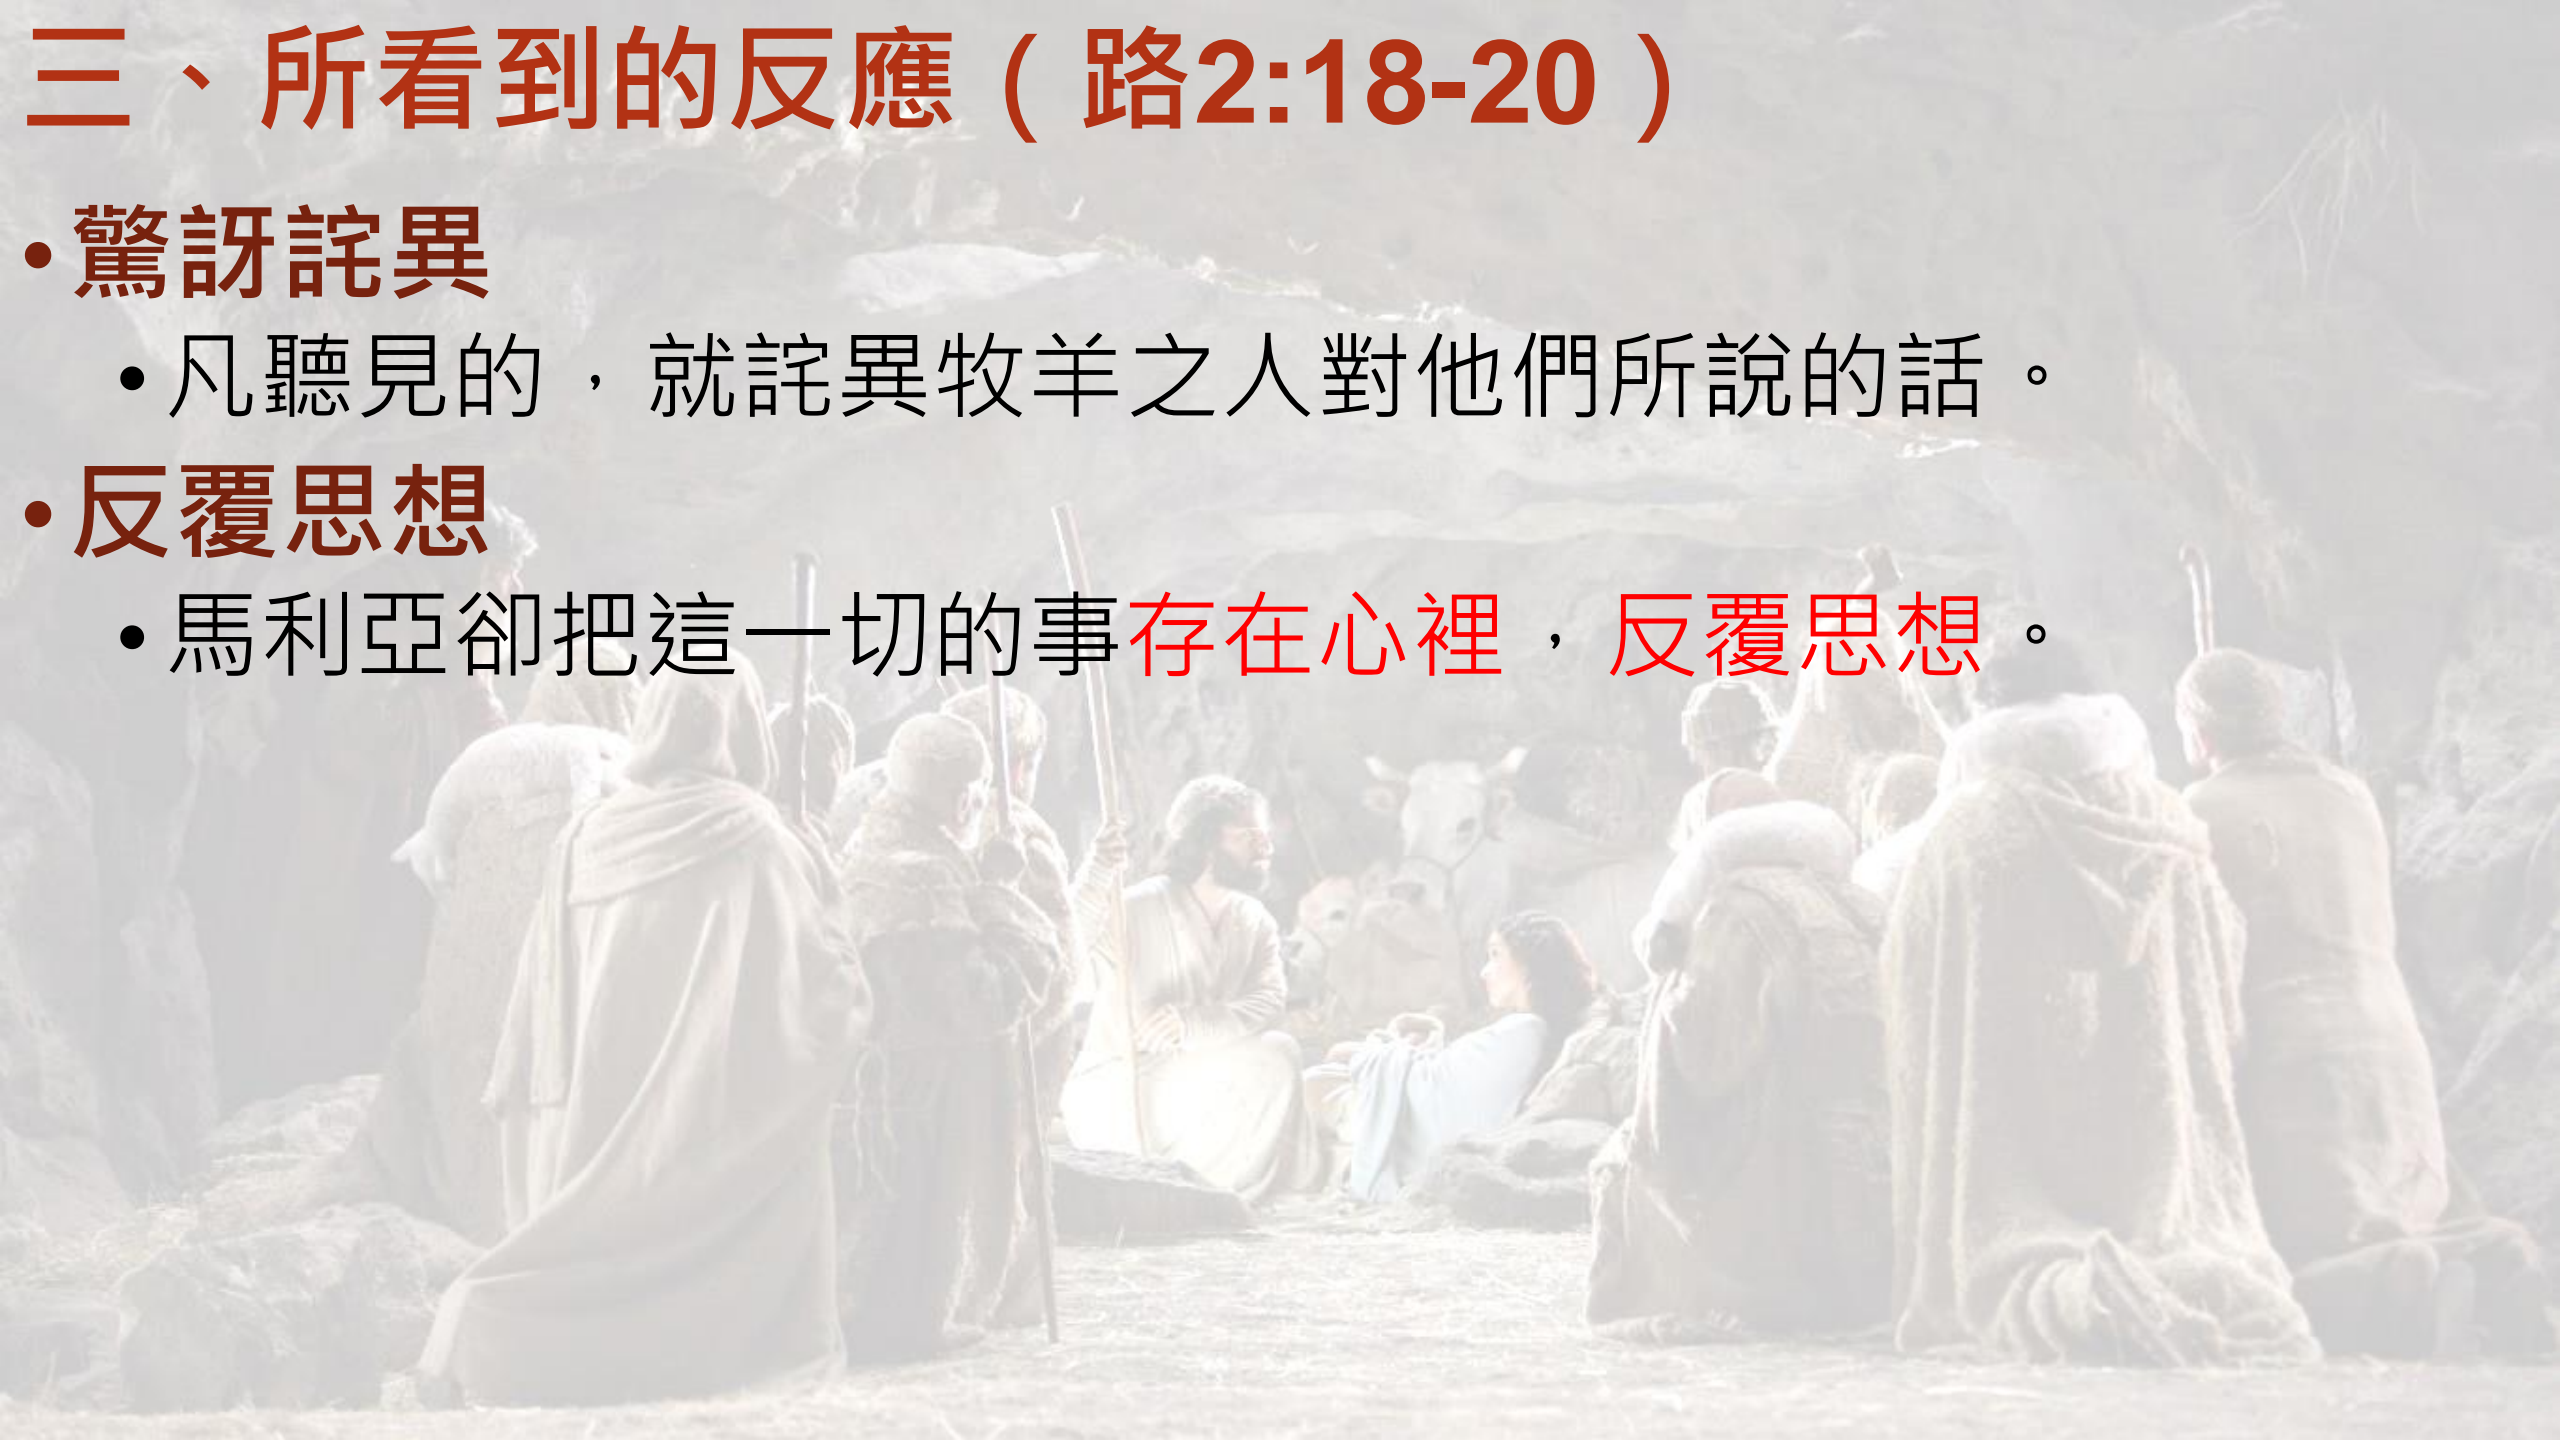 三、所看到的反應（路2:18-20）
•驚訝詫異
•凡聽見的，就詫異牧羊之人對他們所說的話。
•反覆思想
•馬利亞卻把這一切的事存在心裡，反覆思想。